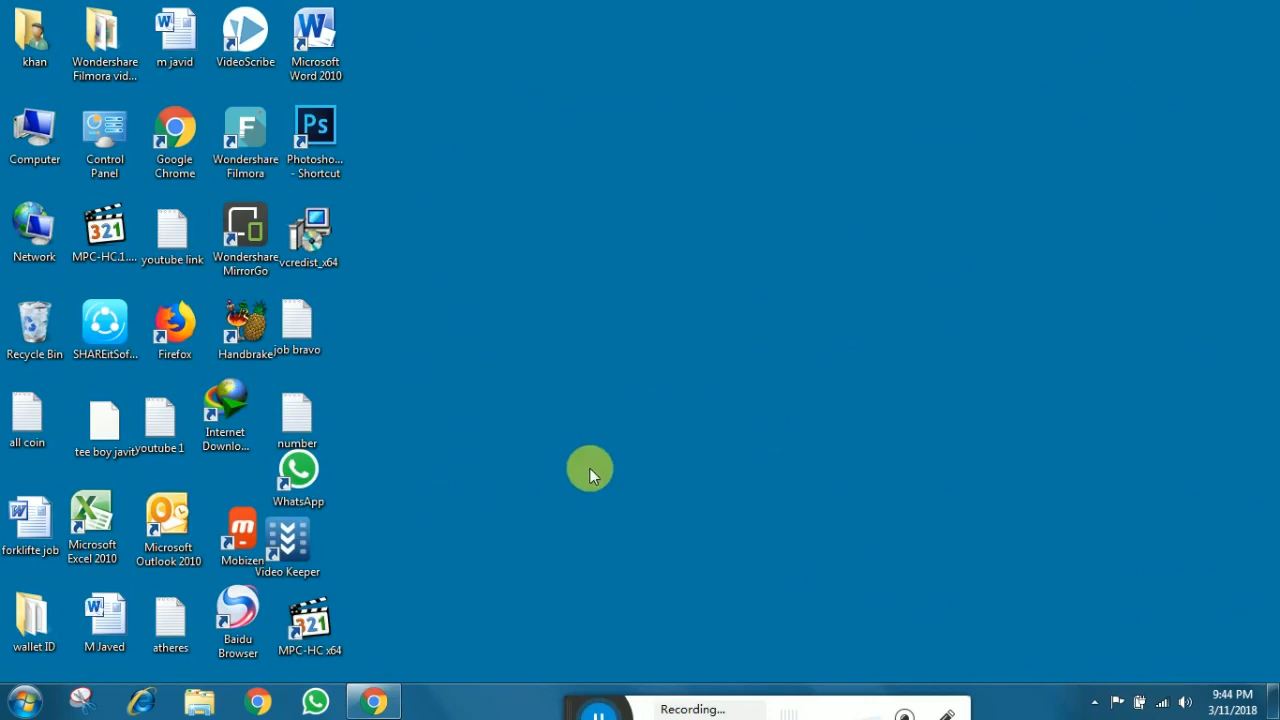 khan
Wondershare
Filmora vid...
m javid
VideoScribe
Microsoft
Word 2010
Computer
Control
Panel
Google
Chrome
F
Wondershare
Filmora
Ps
Photosho...
- Shortcut
Network
321
MPC-HC.1....
youtube link
Wondershare
MirrorGo
vcredist_x64
Recycle Bin
SHAREitSof...
Firefox
Handbrake
job bravo
all coin
tee boy javit
youtube 1
Internet
Downlo...
number
WhatsApp
forklifte job
Microsoft
Excel 2010
Microsoft
Outlook 2010
m
Mobizen
Video Keeper
wallet ID
M Javed
atheres
Baidu
Browser
321
MPC-HC x64
Recording...
9:44 PM
3/11/2018